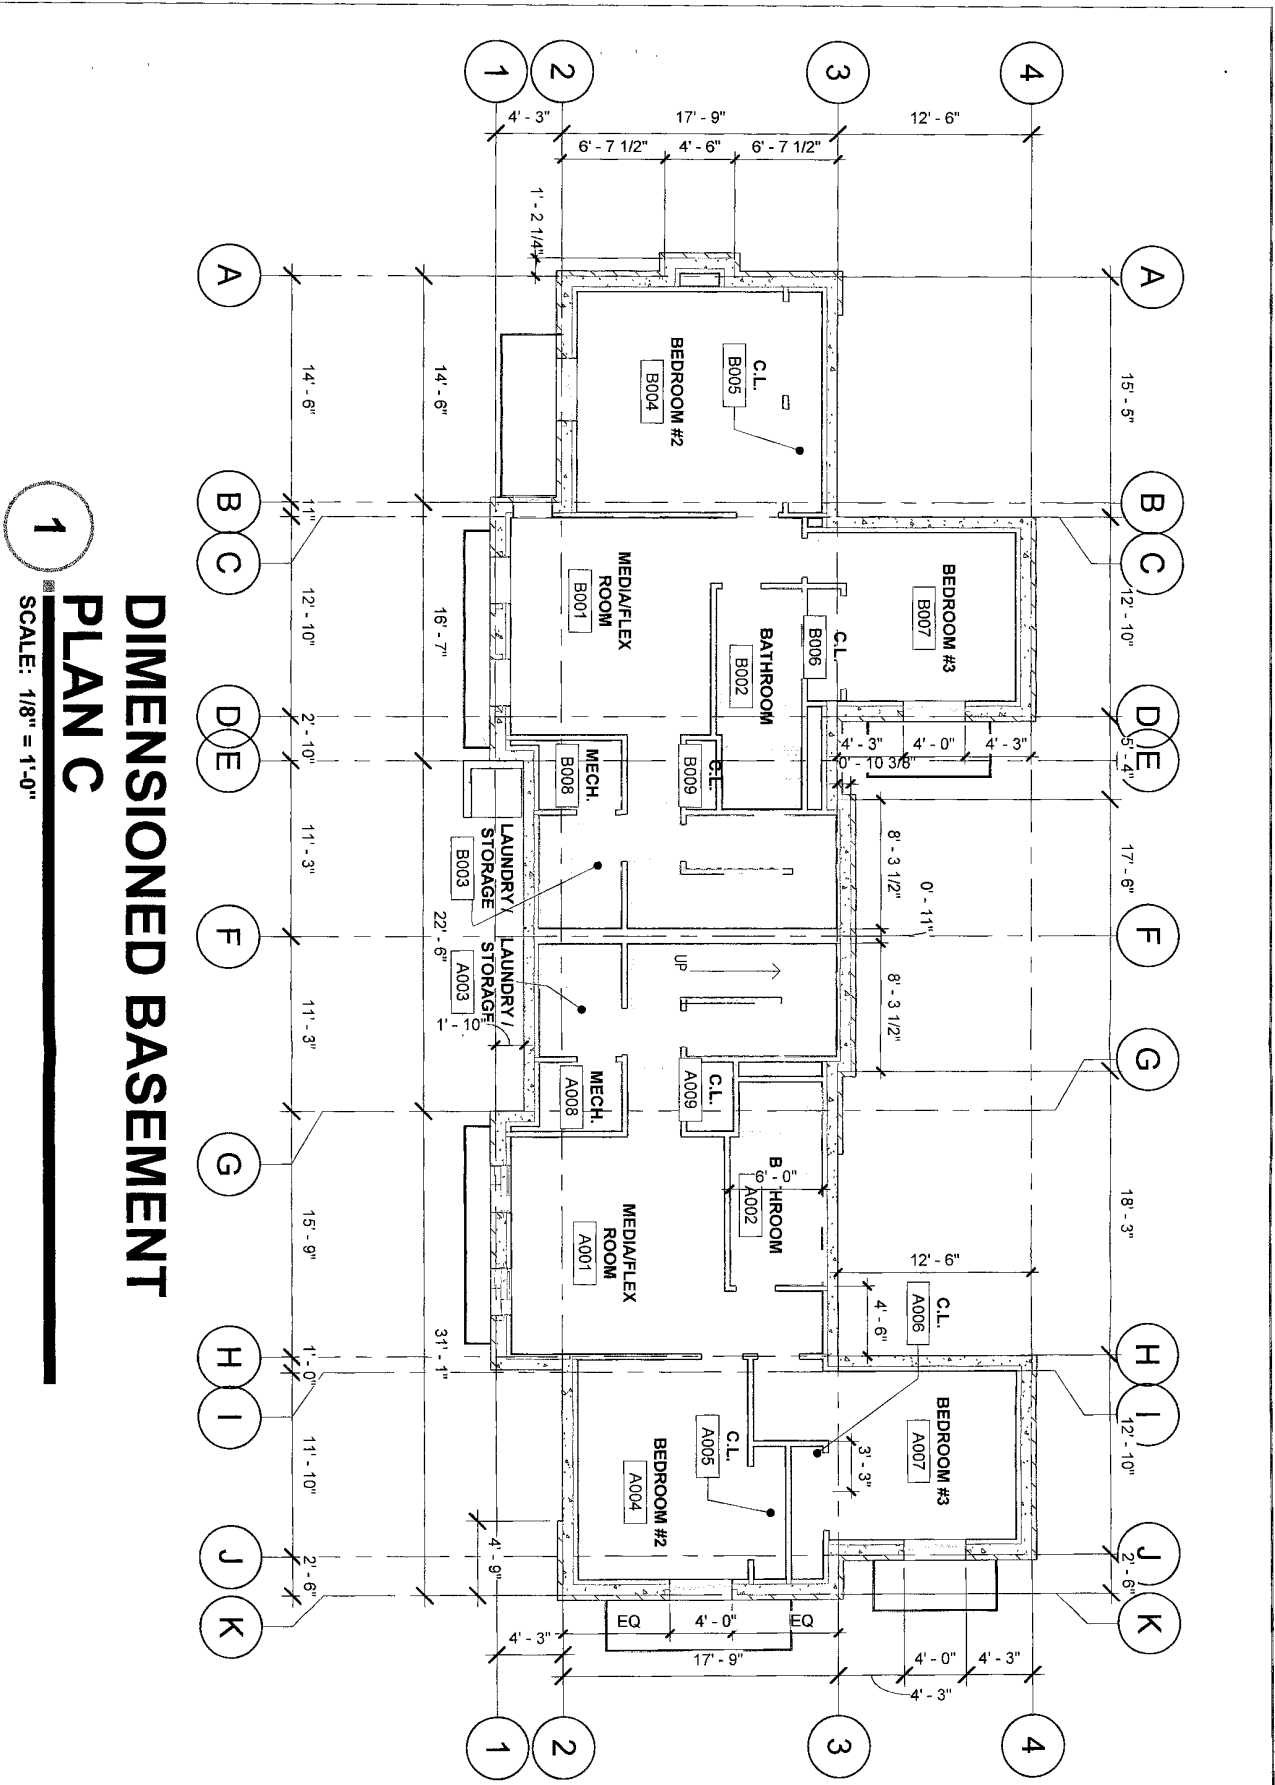 1
2
3
4
4' - 3"
17' - 9"
12' - 6"
6' - 7 1/2"
4' - 6"
6' - 7 1/2"
1' - 2 1/4"
A
B
C
D
E
F
G
H
I
J
K
15' - 5"
12' - 10"
5' - 4"
17' - 6"
18' - 3"
12' - 10"
2' - 6"
BEDROOM #2
B004
C.L.
B005
BEDROOM #3
B007
C.L.
B006
BATHROOM
B002
MEDIA/FLEX
ROOM
B001
MECH.
B008
C.L.
B009
LAUNDRY /
STORAGE
B003
4' - 3"
4' - 0"
4' - 3"
0' - 10 3/8"
8' - 3 1/2"
0' - 11"
8' - 3 1/2"
UP
LAUNDRY /
STORAGE
A003
1' - 10"
MECH.
A008
C.L.
A009
B HROOM
A002
6' - 0"
MEDIA/FLEX
ROOM
A001
12' - 6"
4' - 6"
C.L.
A006
BEDROOM #3
A007
3' - 3"
C.L.
A005
BEDROOM #2
A004
4' - 9"
EQ
4' - 0"
EQ
4' - 3"
17' - 9"
4' - 0"
4' - 3"
4' - 3"
14' - 6"
16' - 7"
22' - 6"
31' - 1"
14' - 6"
11"
12' - 10"
2' - 10"
11' - 3"
11' - 3"
15' - 9"
1' - 0"
11' - 10"
2' - 6"
A
B
C
D
E
F
G
H
I
J
K
1
2
3
4
1
DIMENSIONED BASEMENT
PLAN C
SCALE: 1/8" = 1'-0"